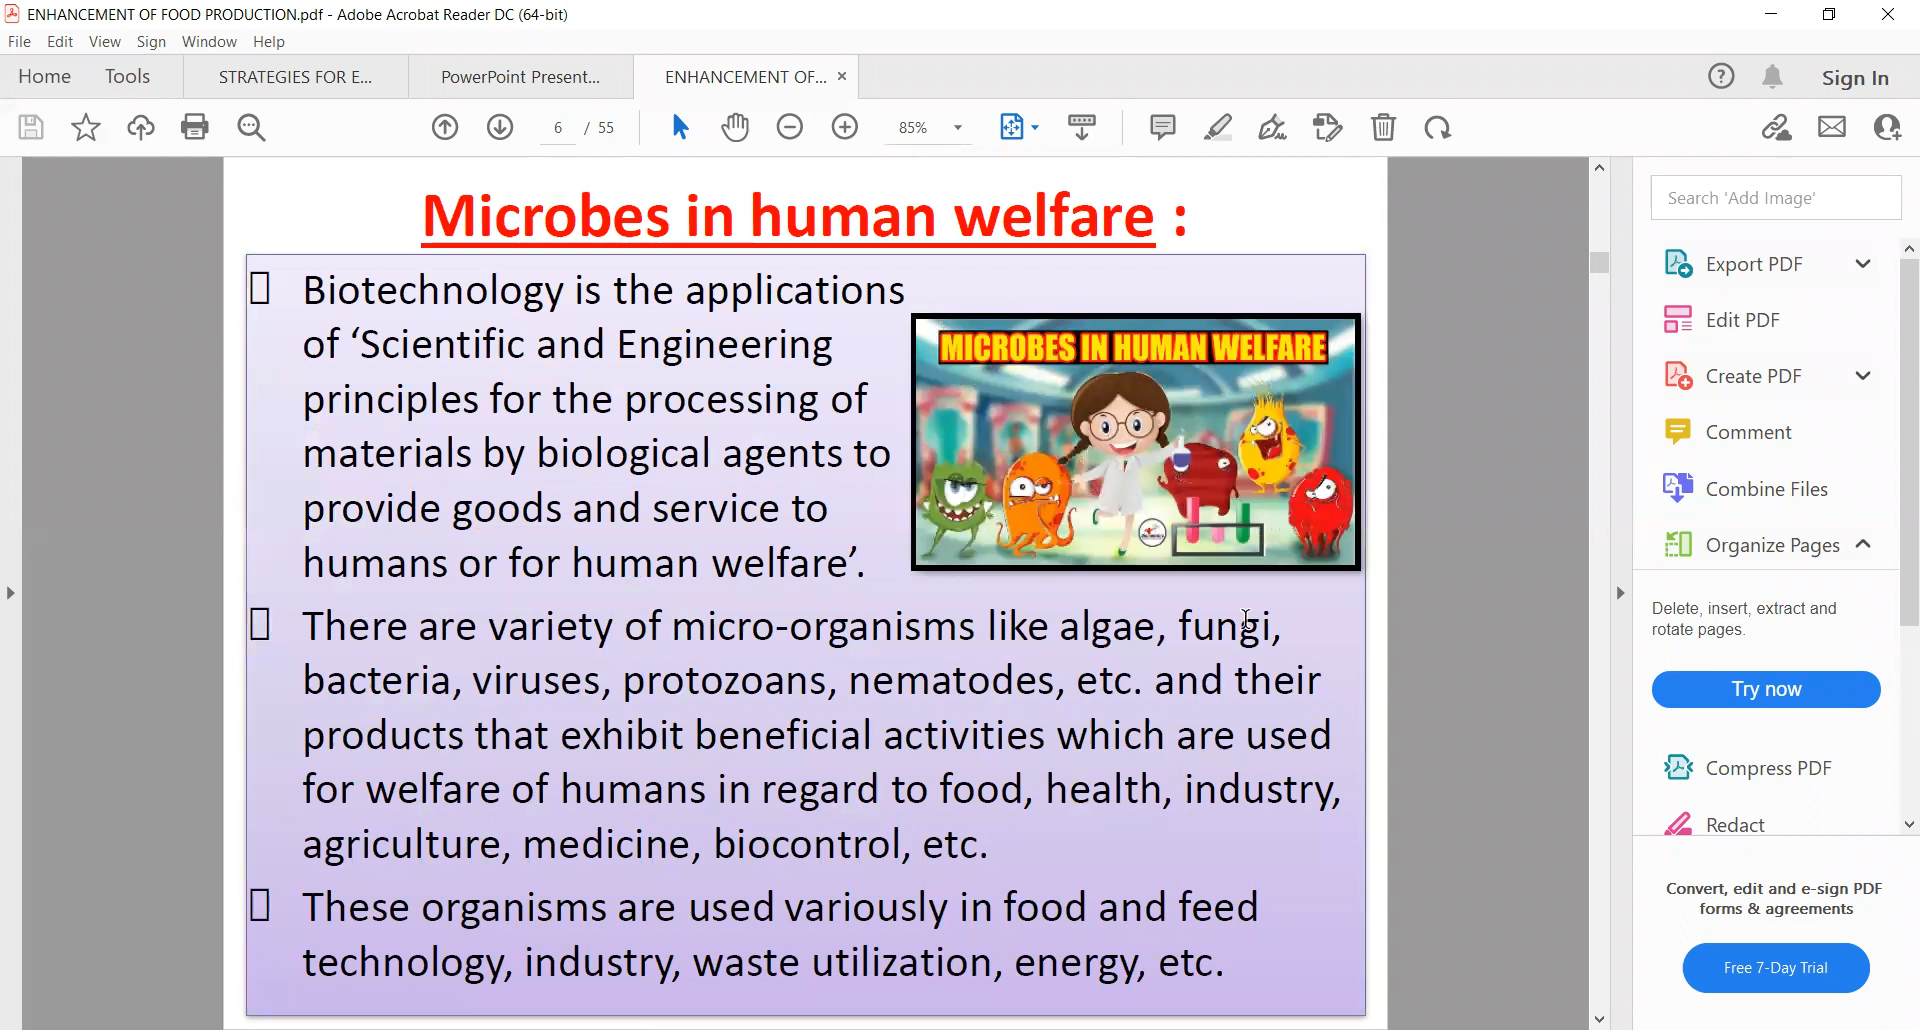 ENHANCEMENT OF FOOD PRODUCTION.pdf - Adobe Acrobat Reader DC (64-bit)
File Edit View Sign Window Help
Home Tools STRATEGIES FOR E... PowerPoint Present... ENHANCEMENT OF... × Sign In
6 / 55 85%
Microbes in human welfare :
Biotechnology is the applications
of ‘Scientific and Engineering
principles for the processing of
materials by biological agents to
provide goods and service to
humans or for human welfare’.
MICROBES IN HUMAN WELFARE
There are variety of micro-organisms like algae, fungi,
bacteria, viruses, protozoans, nematodes, etc. and their
products that exhibit beneficial activities which are used
for welfare of humans in regard to food, health, industry,
agriculture, medicine, biocontrol, etc.
These organisms are used variously in food and feed
technology, industry, waste utilization, energy, etc.
Search 'Add Image'
Export PDF
Edit PDF
Create PDF
Comment
Combine Files
Organize Pages
Delete, insert, extract and
rotate pages.
Try now
Compress PDF
Redact
Convert, edit and e-sign PDF
forms & agreements
Free 7-Day Trial